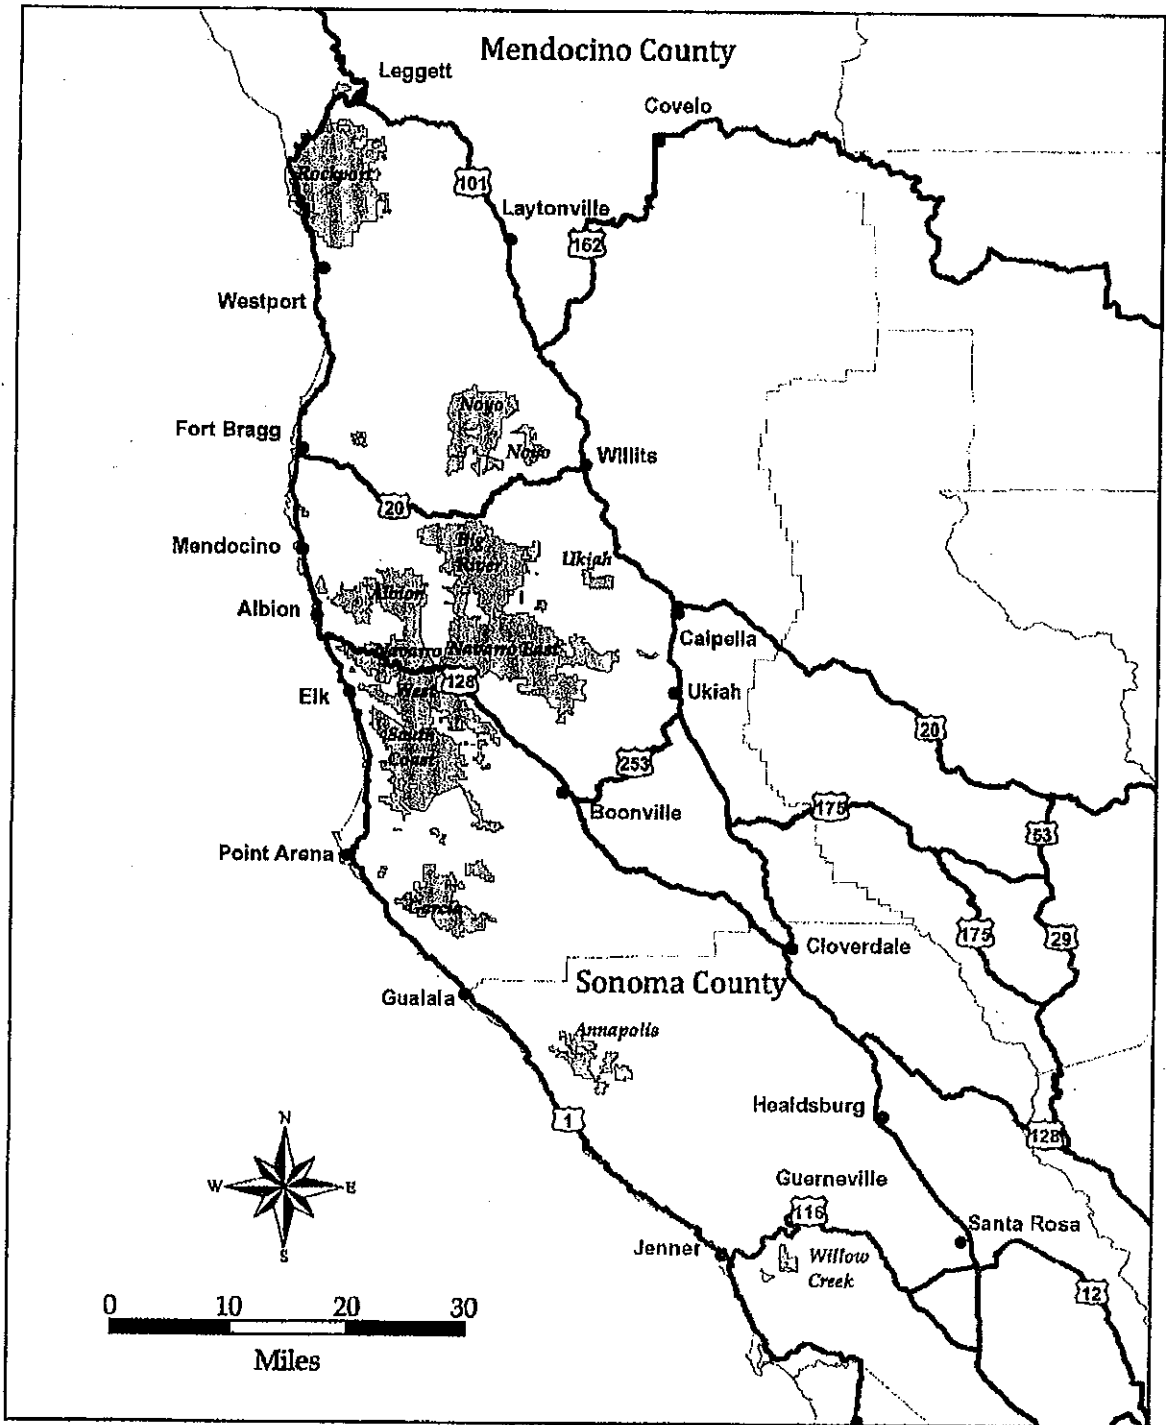 Mendocino County
Leggett
Covelo
Rockport
101
Laytonville
162
Westport
Noyo
Fort Bragg
Noyo
Willits
20
Big
River
Mendocino
Ukiah
Albion
Albion
Calpella
Navarro
Navarro East
128
West
Elk
Ukiah
South
Coast
20
253
Boonville
175
53
Point Arena
Garcia
175
29
Cloverdale
Sonoma County
Gualala
Annapolis
Healdsburg
1
128
N
W
E
S
Guerneville
116
Santa Rosa
Jenner
Willow
Creek
12
0 10 20 30
Miles